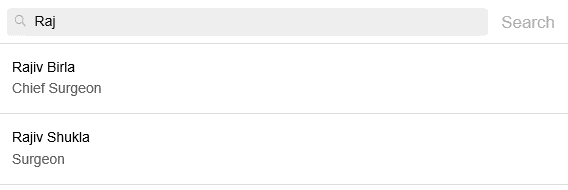 Raj Search
Rajiv Birla
Chief Surgeon
Rajiv Shukla
Surgeon